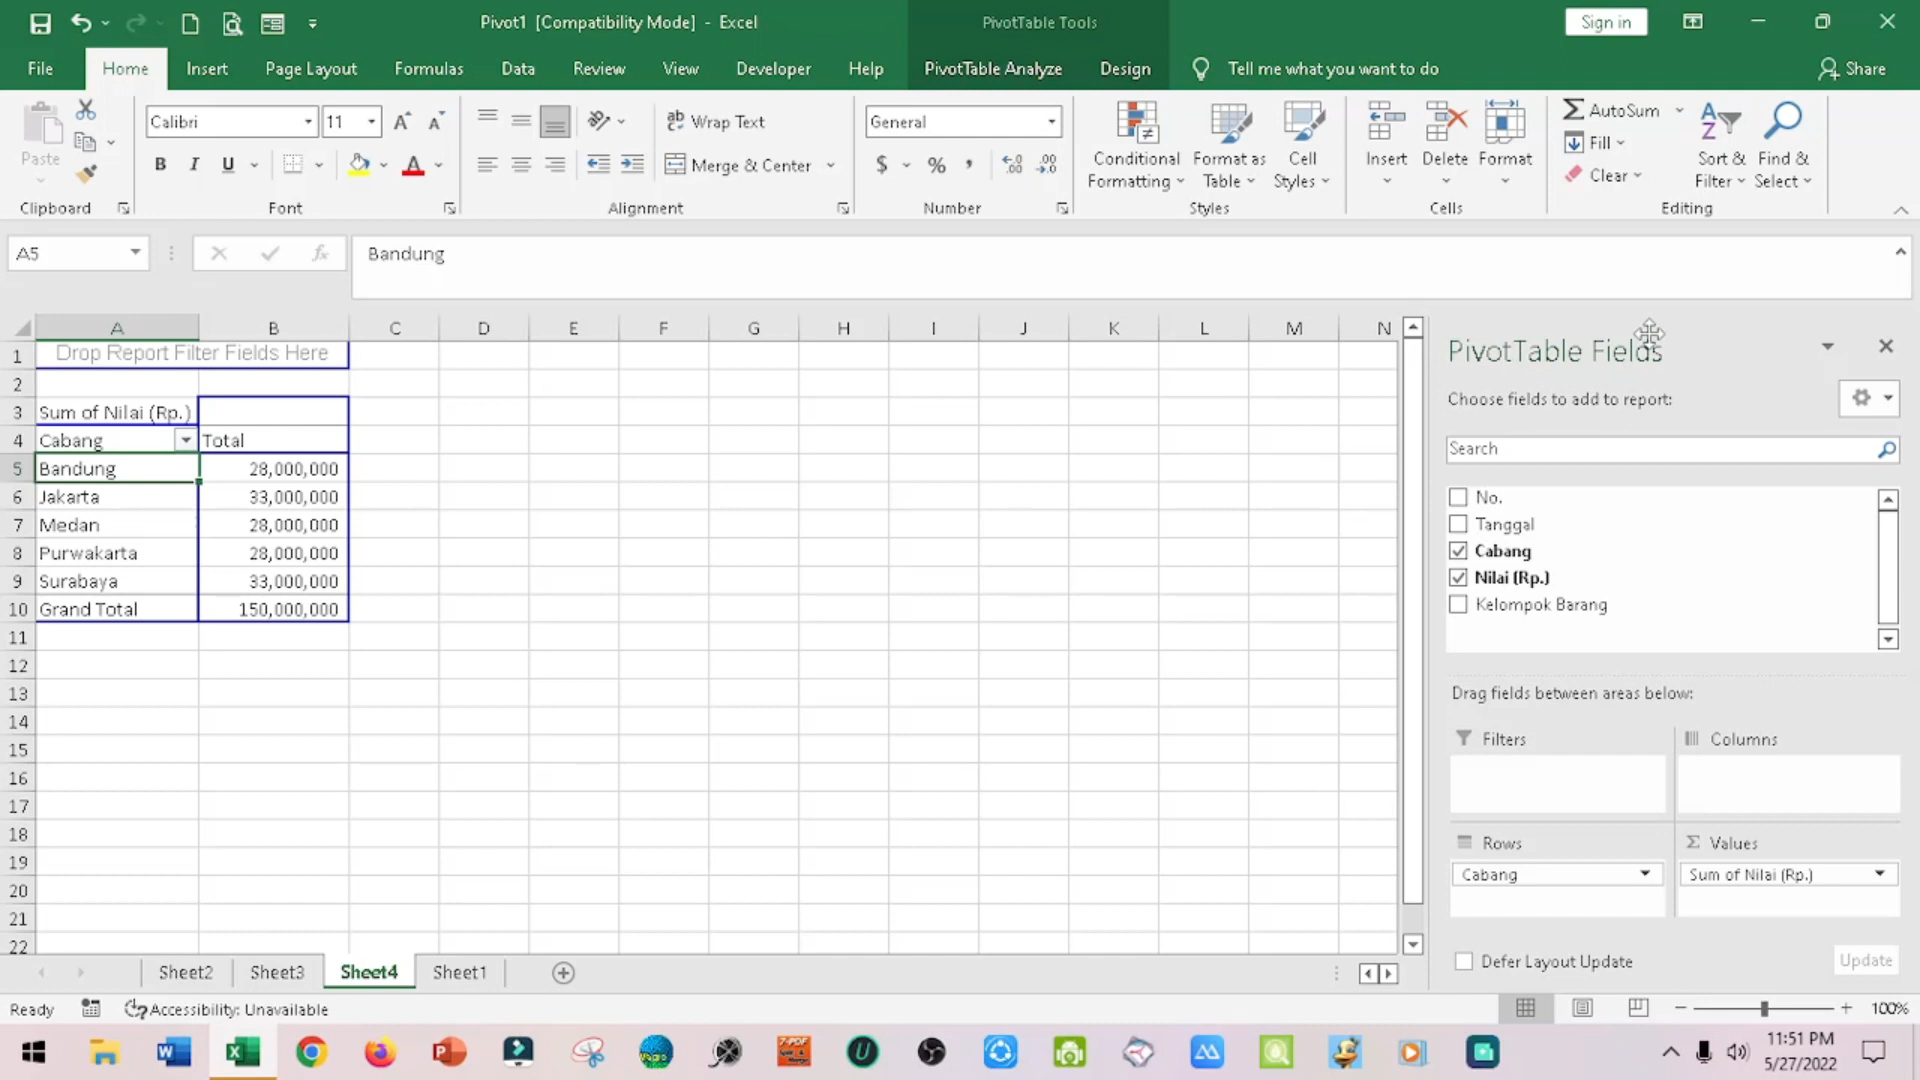 Pivot1 [Compatibility Mode] - Excel
PivotTable Tools
Sign in
File Home Insert Page Layout Formulas Data Review View Developer Help PivotTable Analyze Design Tell me what you want to do Share
Paste
Clipboard
Calibri 11
B I U
Font
Wrap Text
Merge & Center
Alignment
General
$ % ,
Number
Conditional Formatting
Format as Table
Cell Styles
Styles
Insert Delete Format
Cells
AutoSum
Fill
Clear
Sort & Filter
Find & Select
Editing
A5 fx Bandung
A B C D E F G H I J K L M N
1 Drop Report Filter Fields Here
2
3 Sum of Nilai (Rp.)
4 Cabang Total
5 Bandung 28,000,000
6 Jakarta 33,000,000
7 Medan 28,000,000
8 Purwakarta 28,000,000
9 Surabaya 33,000,000
10 Grand Total 150,000,000
11
12
13
14
15
16
17
18
19
20
21
22
PivotTable Fields
Choose fields to add to report:
Search
No.
Tanggal
Cabang
Nilai (Rp.)
Kelompok Barang
Drag fields between areas below:
Filters
Columns
Rows
Σ Values
Cabang
Sum of Nilai (Rp.)
Defer Layout Update
Update
Sheet2 Sheet3 Sheet4 Sheet1
Ready
Accessibility: Unavailable
100%
11:51 PM
5/27/2022